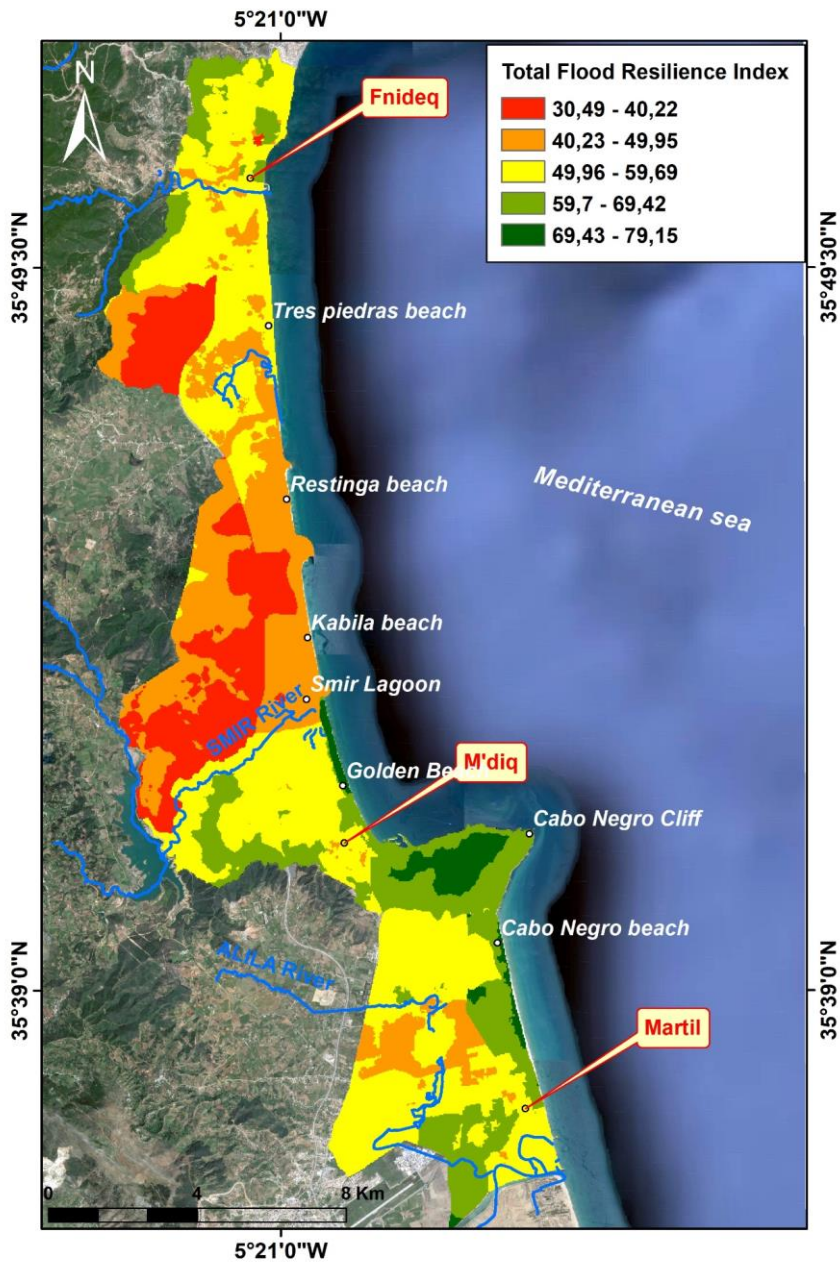 5°21'0"W
N
Fnideq
Total Flood Resilience Index
30,49 - 40,22
40,23 - 49,95
49,96 - 59,69
59,7 - 69,42
69,43 - 79,15
35°49'30"N
35°49'30"N
Tres piedras beach
Restinga beach
Mediterranean sea
Kabila beach
Smir Lagoon
SMIR River
M'diq
Golden Beach
Cabo Negro Cliff
Cabo Negro beach
ALILA River
35°39'0"N
35°39'0"N
Martil
0 4 8 Km
5°21'0"W